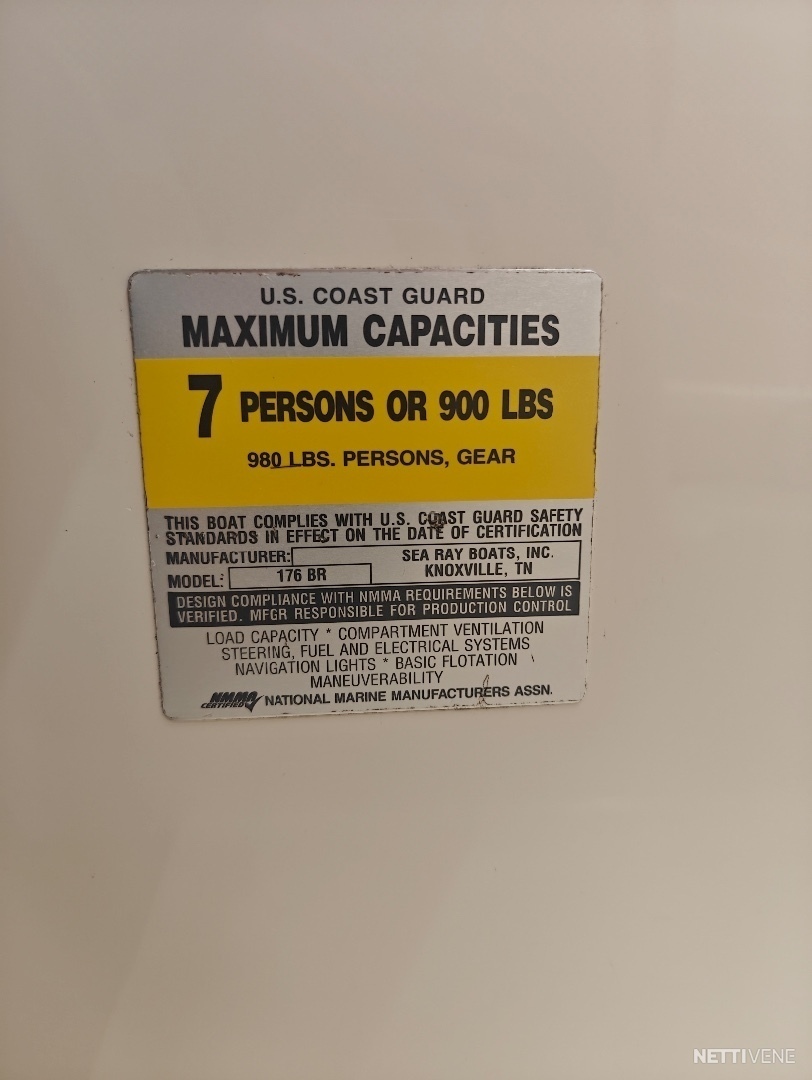 U.S. COAST GUARD
MAXIMUM CAPACITIES
7 PERSONS OR 900 LBS
980 LBS. PERSONS, GEAR
THIS BOAT COMPLIES WITH U.S. COAST GUARD SAFETY
STANDARDS IN EFFECT ON THE DATE OF CERTIFICATION
MANUFACTURER: SEA RAY BOATS, INC.
KNOXVILLE, TN
MODEL: 176 BR
DESIGN COMPLIANCE WITH NMMA REQUIREMENTS BELOW IS
VERIFIED. MFGR RESPONSIBLE FOR PRODUCTION CONTROL
LOAD CAPACITY * COMPARTMENT VENTILATION
STEERING, FUEL AND ELECTRICAL SYSTEMS
NAVIGATION LIGHTS * BASIC FLOTATION
MANEUVERABILITY
NMMA
CERTIFIED
NATIONAL MARINE MANUFACTURERS ASSN.
NETTIVENE